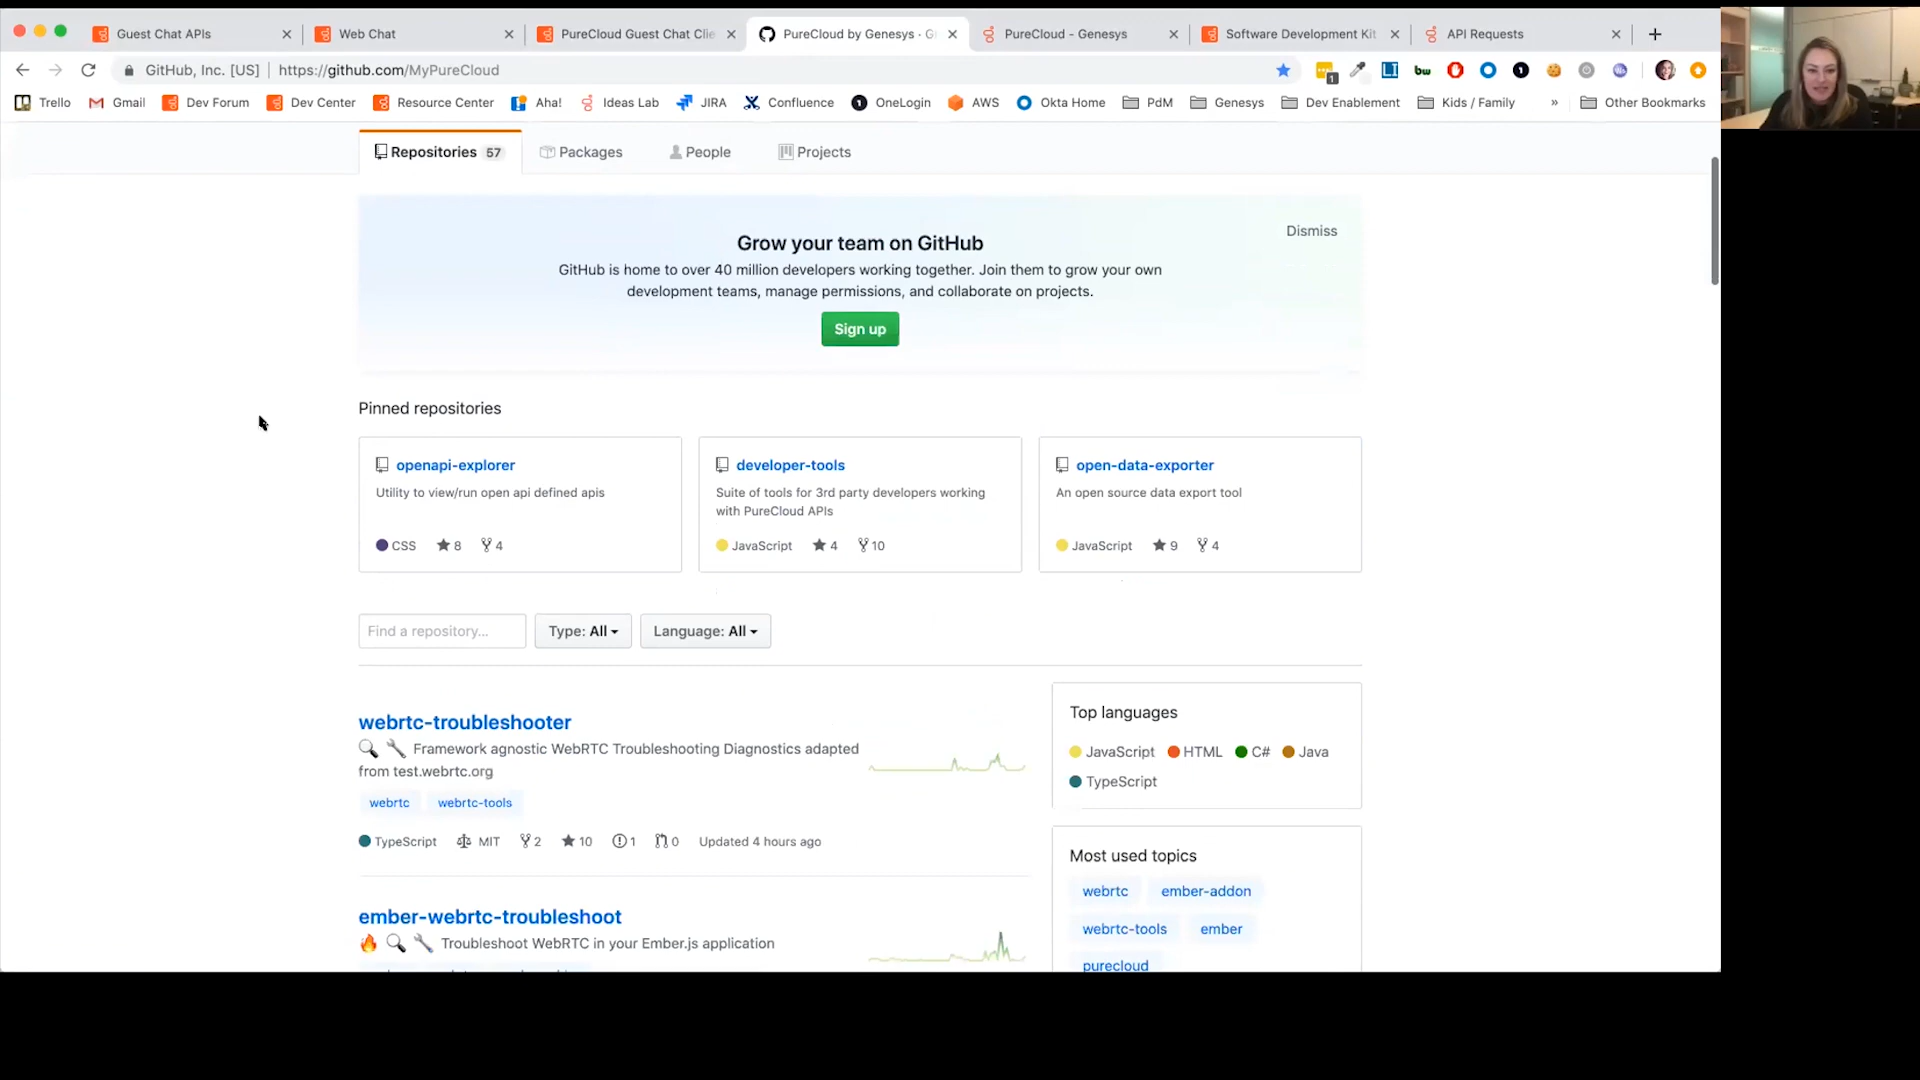 Guest Chat APIs
Web Chat
PureCloud Guest Chat Clie
PureCloud by Genesys · G
PureCloud - Genesys
Software Development Kit
API Requests
GitHub, Inc. [US] | https://github.com/MyPureCloud
Trello Gmail Dev Forum Dev Center Resource Center Aha! Ideas Lab JIRA Confluence OneLogin AWS Okta Home PdM Genesys Dev Enablement Kids / Family » Other Bookmarks
Repositories 57 Packages People Projects
Grow your team on GitHub
Dismiss
GitHub is home to over 40 million developers working together. Join them to grow your own
development teams, manage permissions, and collaborate on projects.
Sign up
Pinned repositories
openapi-explorer
Utility to view/run open api defined apis
CSS 8 4
developer-tools
Suite of tools for 3rd party developers working
with PureCloud APIs
JavaScript 4 10
open-data-exporter
An open source data export tool
JavaScript 9 4
Find a repository...
Type: All
Language: All
webrtc-troubleshooter
Framework agnostic WebRTC Troubleshooting Diagnostics adapted
from test.webrtc.org
webrtc webrtc-tools
TypeScript MIT 2 10 1 0 Updated 4 hours ago
ember-webrtc-troubleshoot
Troubleshoot WebRTC in your Ember.js application
Top languages
JavaScript HTML C# Java
TypeScript
Most used topics
webrtc ember-addon
webrtc-tools ember
purecloud